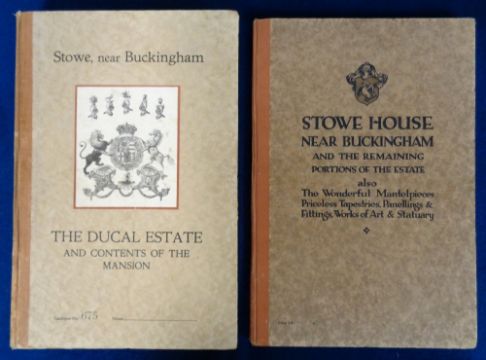 Stowe, near Buckingham
THE DUCAL ESTATE
AND CONTENTS OF THE
MANSION
675
STOWE HOUSE
NEAR BUCKINGHAM
AND THE REMAINING
PORTIONS OF THE ESTATE
also
The Wonderful Mantelpieces
Priceless Tapestries, Panellings &
Fittings, Works of Art & Statuary